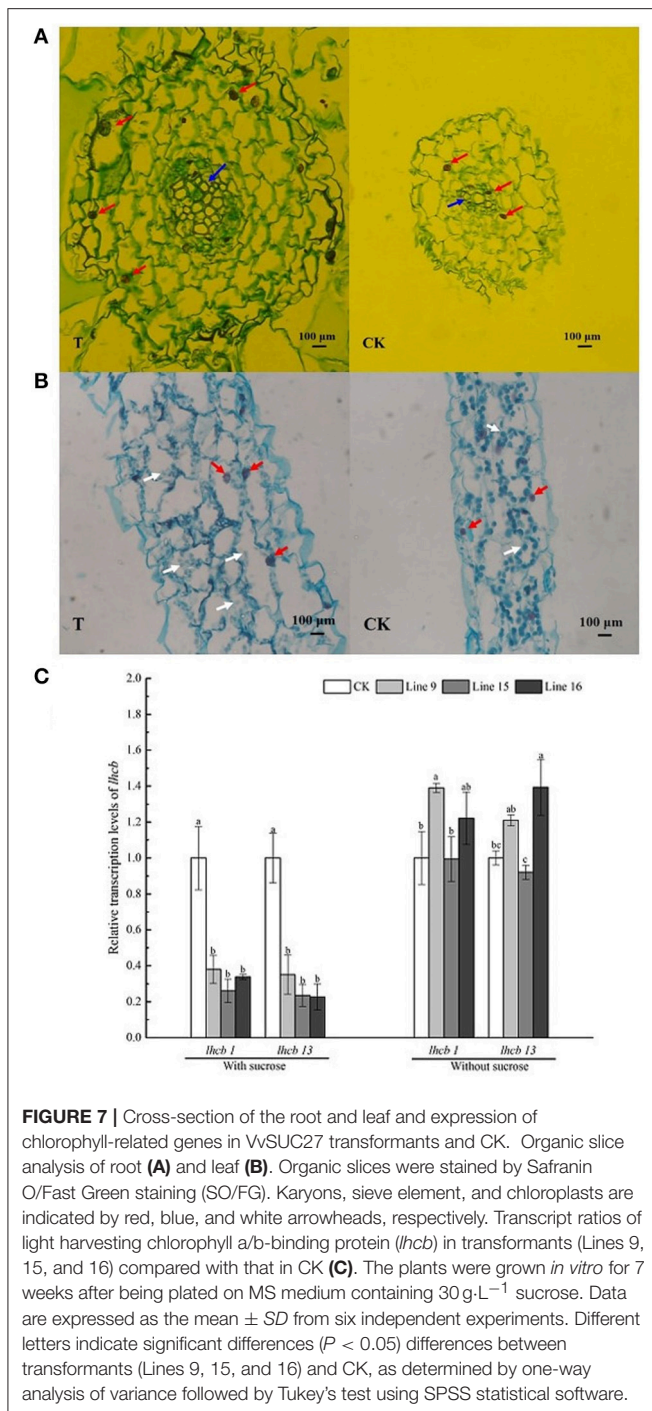 A
T
100 μm
CK
100 μm
B
T
100 μm
CK
100 μm
C
CK Line 9 Line 15 Line 16
Relative transcription levels of lhcb
2.0
1.8
1.6
1.4
1.2
1.0
0.8
0.6
0.4
0.2
0.0
a b b b a b b b b a b ab bc ab c a
lhcb 1 lhcb 13 lhcb 1 lhcb 13
With sucrose Without sucrose
FIGURE 7 | Cross-section of the root and leaf and expression of
chlorophyll-related genes in VvSUC27 transformants and CK. Organic slice
analysis of root (A) and leaf (B). Organic slices were stained by Safranin
O/Fast Green staining (SO/FG). Karyons, sieve element, and chloroplasts are
indicated by red, blue, and white arrowheads, respectively. Transcript ratios of
light harvesting chlorophyll a/b-binding protein (lhcb) in transformants (Lines 9,
15, and 16) compared with that in CK (C). The plants were grown in vitro for 7
weeks after being plated on MS medium containing 30 g·L−1 sucrose. Data
are expressed as the mean ± SD from six independent experiments. Different
letters indicate significant differences (P < 0.05) differences between
transformants (Lines 9, 15, and 16) and CK, as determined by one-way
analysis of variance followed by Tukey's test using SPSS statistical software.